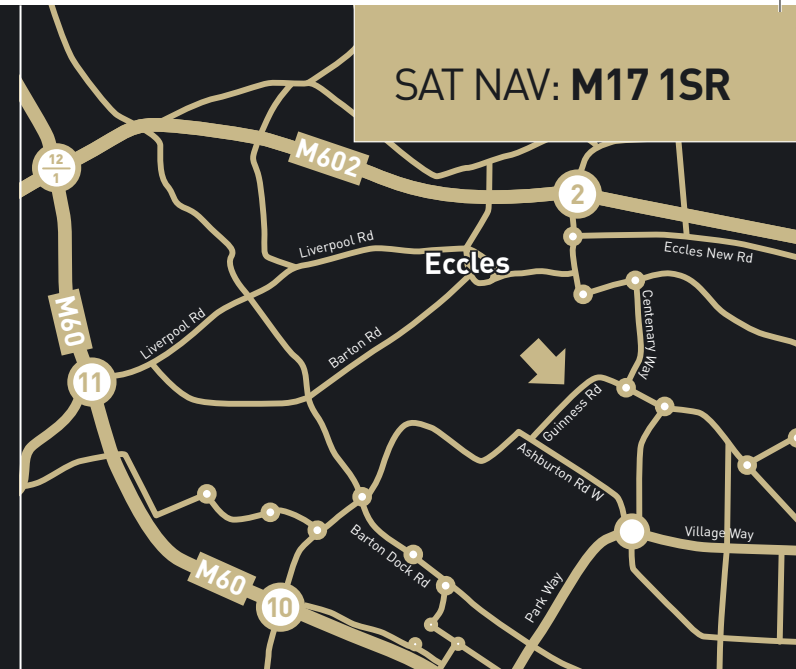 SAT NAV: M17 1SR
12
1
M602
2
Liverpool Rd
Eccles New Rd
Eccles
M60
Centenary Way
Liverpool Rd
Barton Rd
11
Guinness Rd
Ashburton Rd W
Village Way
Barton Dock Rd
M60
Park Way
10